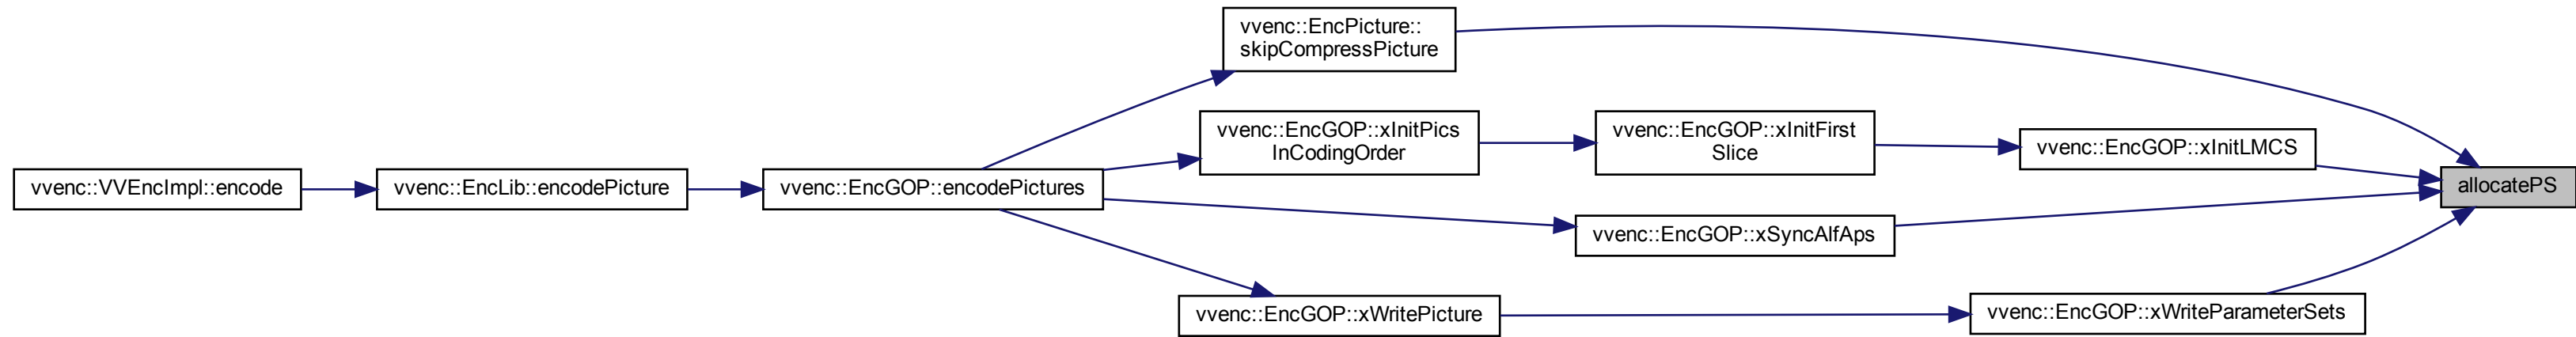 vvenc::EncPicture::
skipCompressPicture
vvenc::EncGOP::xInitPics
InCodingOrder
vvenc::EncGOP::xInitFirst
Slice
vvenc::EncGOP::xInitLMCS
vvenc::VVEncImpl::encode
vvenc::EncLib::encodePicture
vvenc::EncGOP::encodePictures
allocatePS
vvenc::EncGOP::xSyncAlfAps
vvenc::EncGOP::xWritePicture
vvenc::EncGOP::xWriteParameterSets